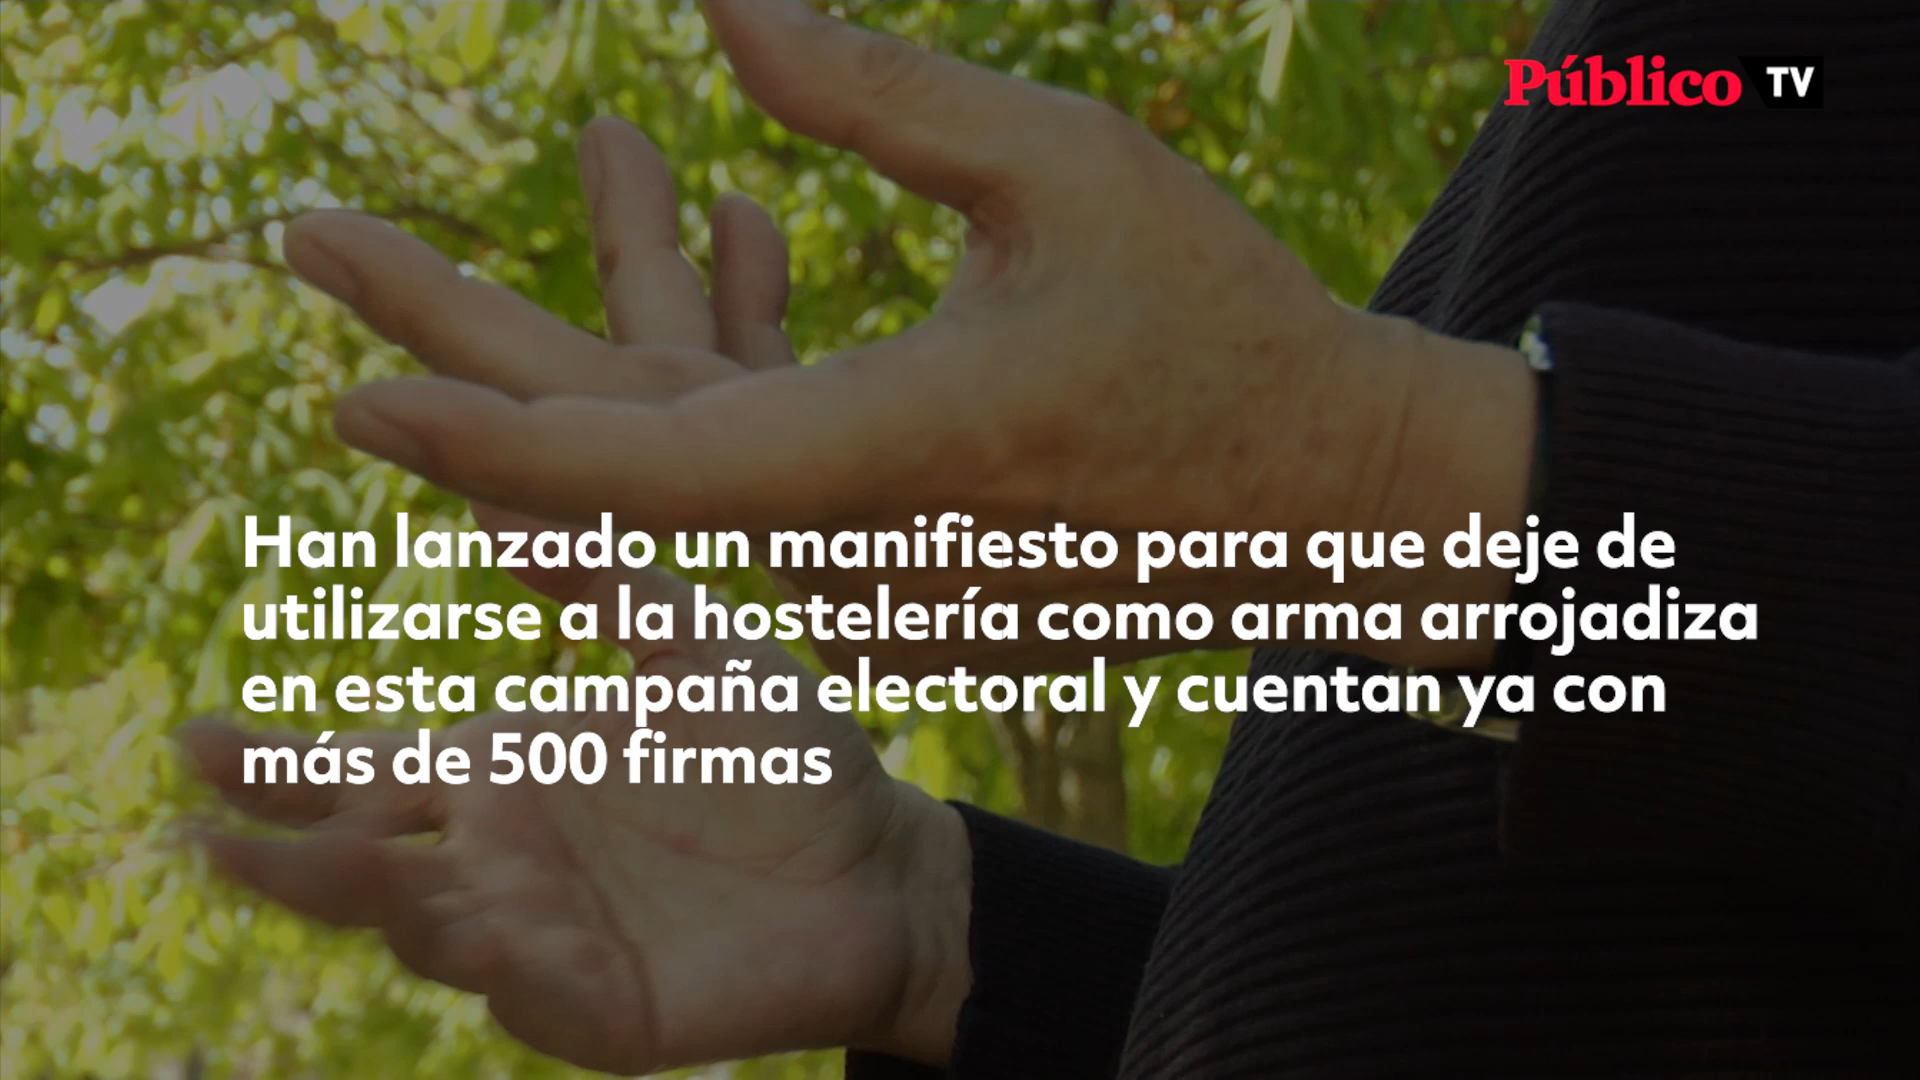 Público TV
Han lanzado un manifiesto para que deje de
utilizarse a la hostelería como arma arrojadiza
en esta campaña electoral y cuentan ya con
más de 500 firmas